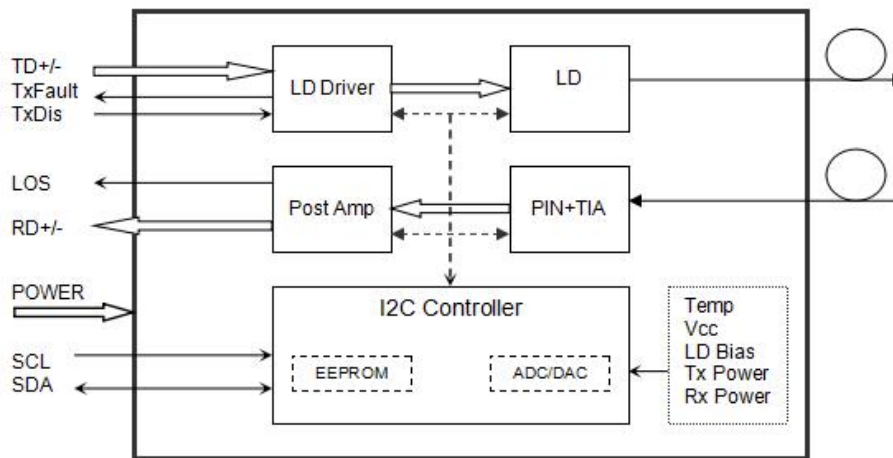 TD+/-
TxFault
TxDis
LD Driver
LD
LOS
RD+/-
Post Amp
PIN+TIA
POWER
SCL
SDA
I2C Controller
EEPROM
ADC/DAC
Temp
Vcc
LD Bias
Tx Power
Rx Power